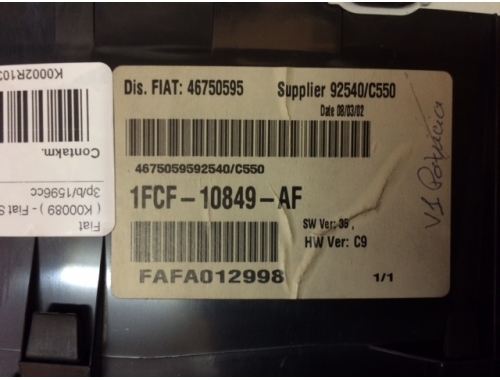 Dis. FIAT: 46750595 Supplier 92540/C550
Date 08/03/02
4675059592540/C550
1FCF-10849-AF
SW Ver: 39,
HW Ver: C9
FAFA012998 1/1
K0002R103
Contakm.
3p/b/1596cc
( K00089 ) - Fiat S
Fiat